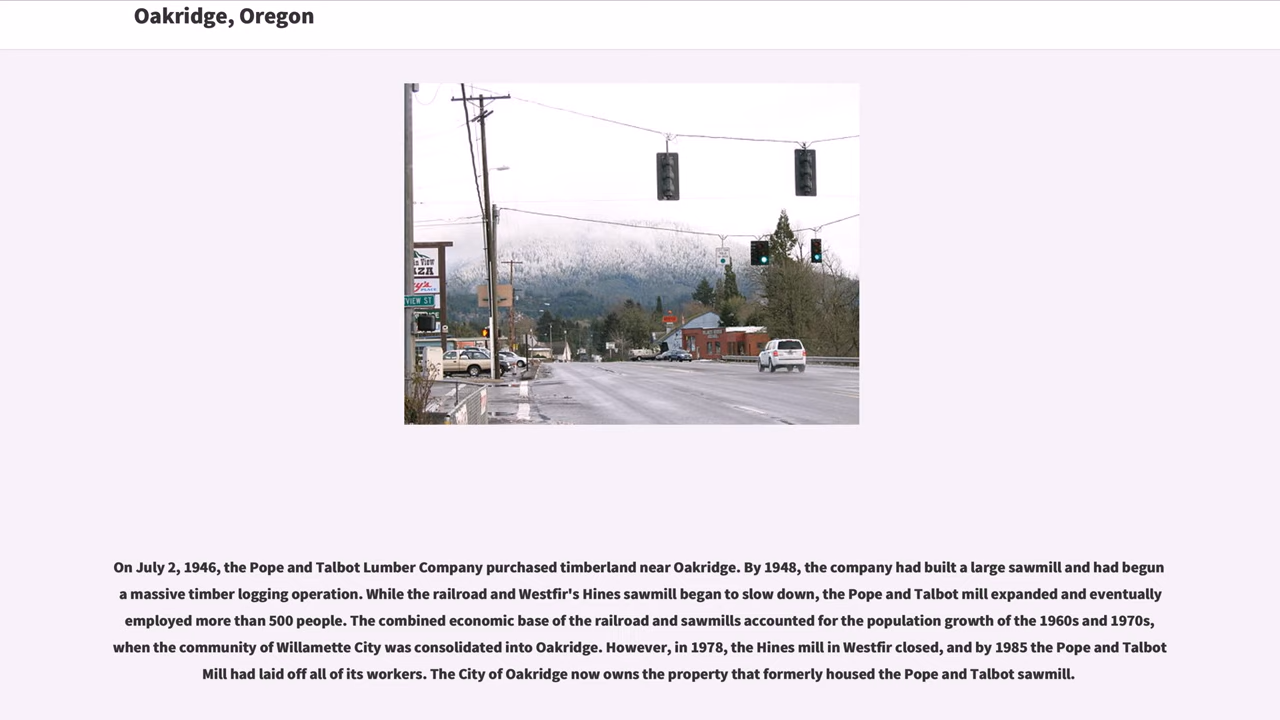 Oakridge, Oregon
VIEW ST
On July 2, 1946, the Pope and Talbot Lumber Company purchased timberland near Oakridge. By 1948, the company had built a large sawmill and had begun
a massive timber logging operation. While the railroad and Westfir's Hines sawmill began to slow down, the Pope and Talbot mill expanded and eventually
employed more than 500 people. The combined economic base of the railroad and sawmills accounted for the population growth of the 1960s and 1970s,
when the community of Willamette City was consolidated into Oakridge. However, in 1978, the Hines mill in Westfir closed, and by 1985 the Pope and Talbot
Mill had laid off all of its workers. The City of Oakridge now owns the property that formerly housed the Pope and Talbot sawmill.